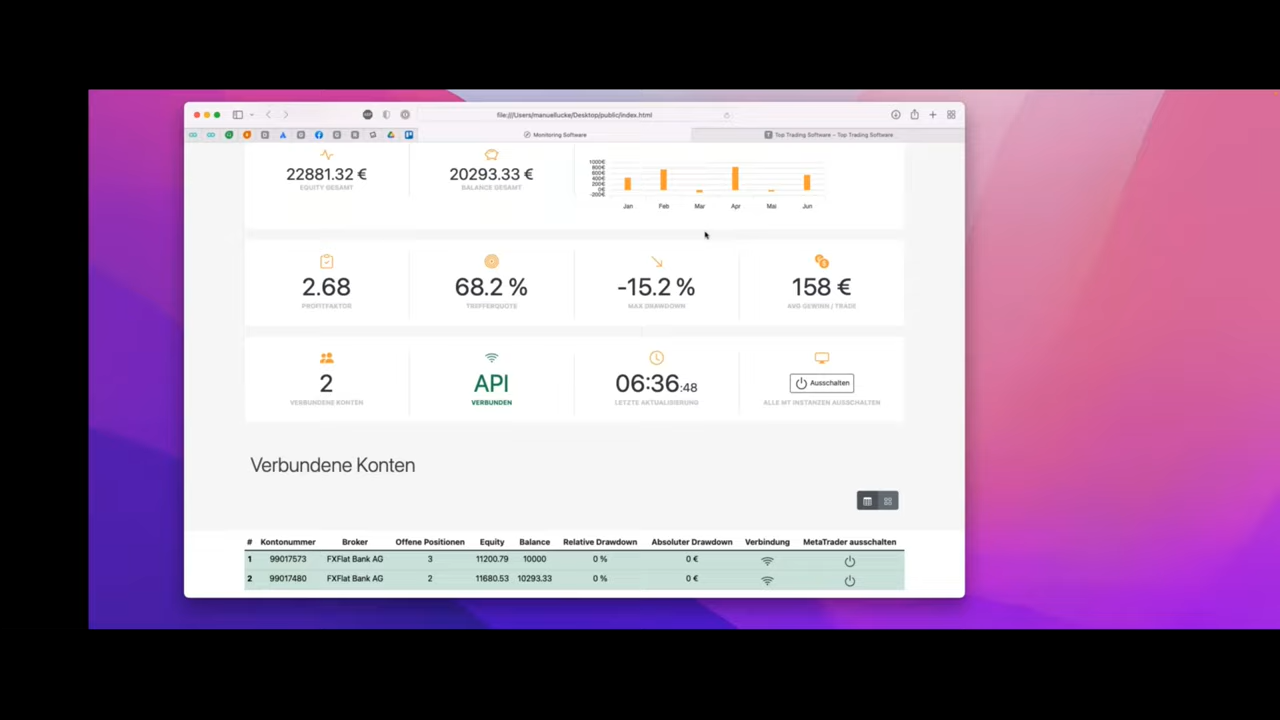 file:///Users/manuellucke/Desktop/public/index.html
Monitoring Software
Top Trading Software – Top Trading Software
22881.32 €
EQUITY GESAMT
20293.33 €
BALANCE GESAMT
1000€
800€
600€
400€
200€
0€
-200€
Jan Feb Mar Apr Mai Jun
2.68
PROFITFAKTOR
68.2 %
TREFFERQUOTE
-15.2 %
MAX DRAWDOWN
158 €
AVG GEWINN / TRADE
2
VERBUNDENE KONTEN
API
VERBUNDEN
06:36:48
LETZTE AKTUALISIERUNG
Ausschalten
ALLE MT INSTANZEN AUSSCHALTEN
Verbundene Konten
# Kontonummer Broker Offene Positionen Equity Balance Relative Drawdown Absoluter Drawdown Verbindung MetaTrader ausschalten
1 99017573 FXFlat Bank AG 3 11200.79 10000 0 % 0 €
2 99017480 FXFlat Bank AG 2 11680.53 10293.33 0 % 0 €